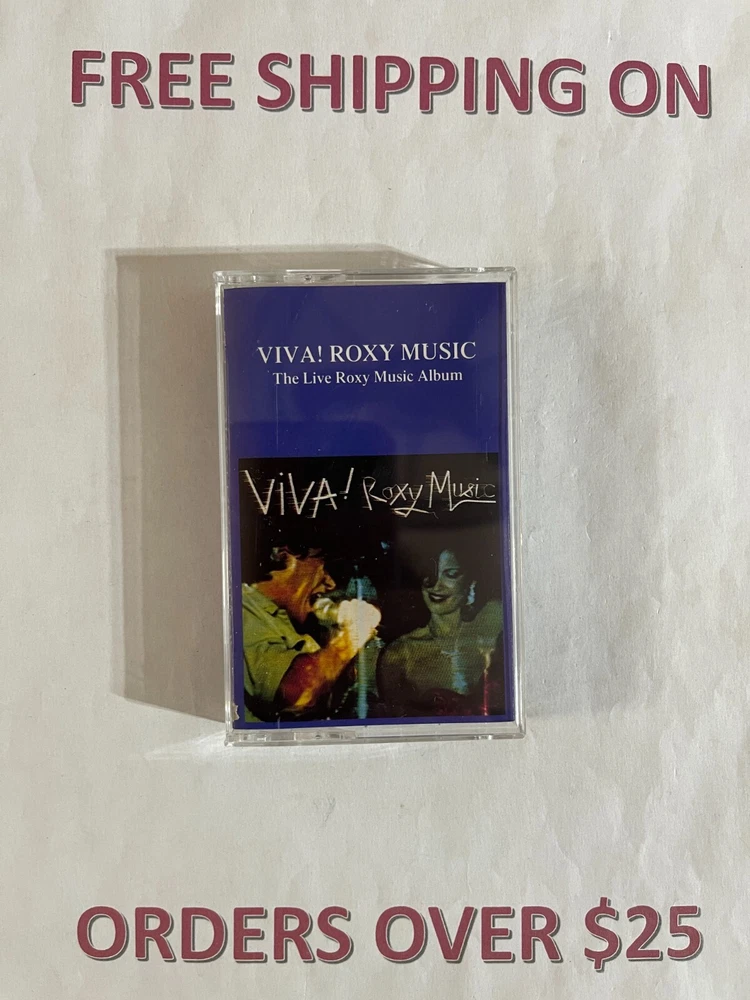 FREE SHIPPING ON
VIVA! ROXY MUSIC
The Live Roxy Music Album
ViVA! Roxy Music
ORDERS OVER $25